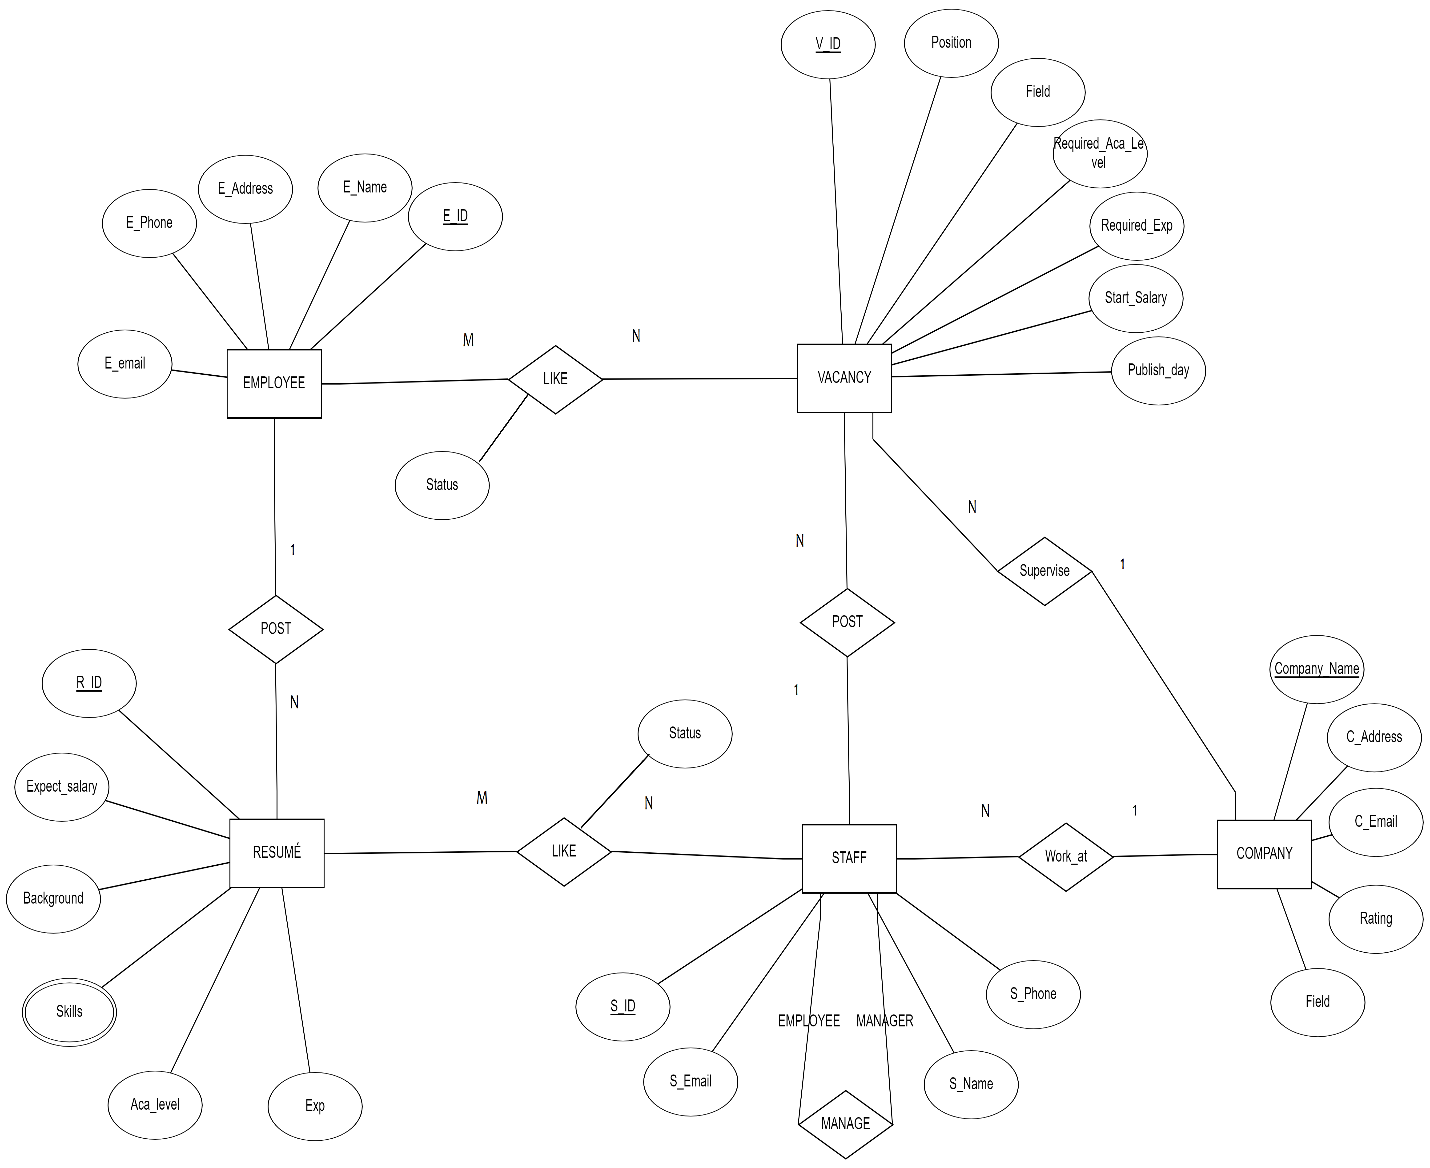 V_ID
Position
Field
Required_Aca_Le
vel
E_Address
E_Name
E_ID
E_Phone
Required_Exp
Start_Salary
M
N
E_email
EMPLOYEE
LIKE
VACANCY
Publish_day
Status
N
N
1
1
Supervise
POST
POST
Company_Name
R_ID
N
1
Status
C_Address
Expect_salary
M
N
N
1
C_Email
RESUMÉ
LIKE
STAFF
Work_at
COMPANY
Background
Rating
S_Phone
Field
Skills
S_ID
EMPLOYEE
MANAGER
S_Email
S_Name
Aca_level
Exp
MANAGE